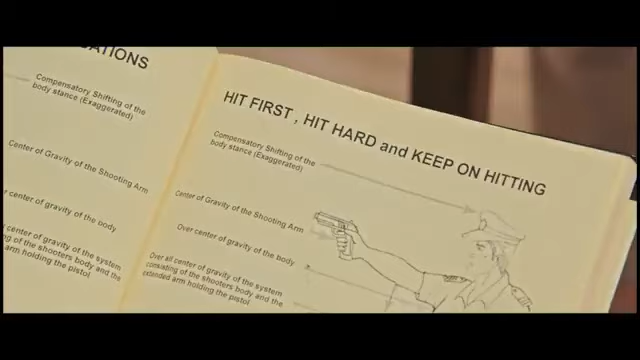 ATIONS
Compensatory Shifting of the
body stance (Exaggerated)
Center of Gravity of the Shooting Arm
center of gravity of the body
center of gravity of the system
of the shooters body and the
arm holding the pistol
HIT FIRST , HIT HARD and KEEP ON HITTING
Compensatory Shifting of the
body stance (Exaggerated)
Center of Gravity of the Shooting Arm
Over center of gravity of the body
Over all center of gravity of the system
consisting of the shooters body and the
extended arm holding the pistol